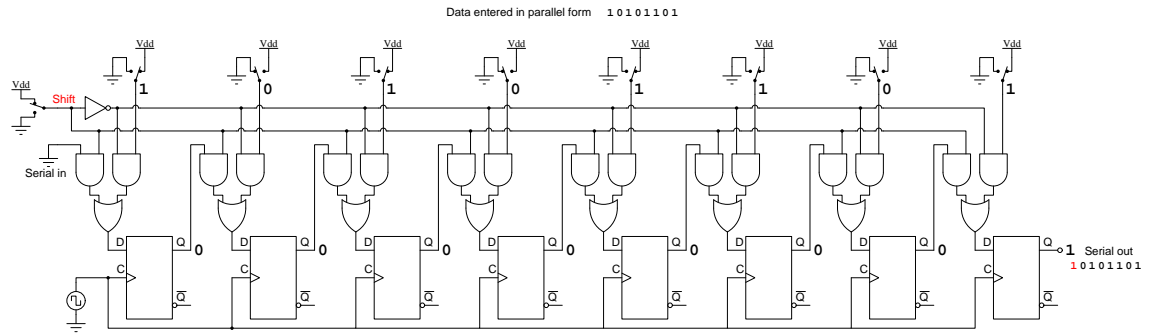 Data entered in parallel form 1 0 1 0 1 1 0 1
Vdd Vdd Vdd Vdd Vdd Vdd Vdd Vdd
1 0 1 0 1 1 0 1
Vdd
Shift
Serial in
D Q D Q D Q D Q D Q D Q D Q D Q
0 0 0 0 0 0 0 1 Serial out
1 0 1 0 1 1 0 1
C C C C C C C C
Q Q Q Q Q Q Q Q